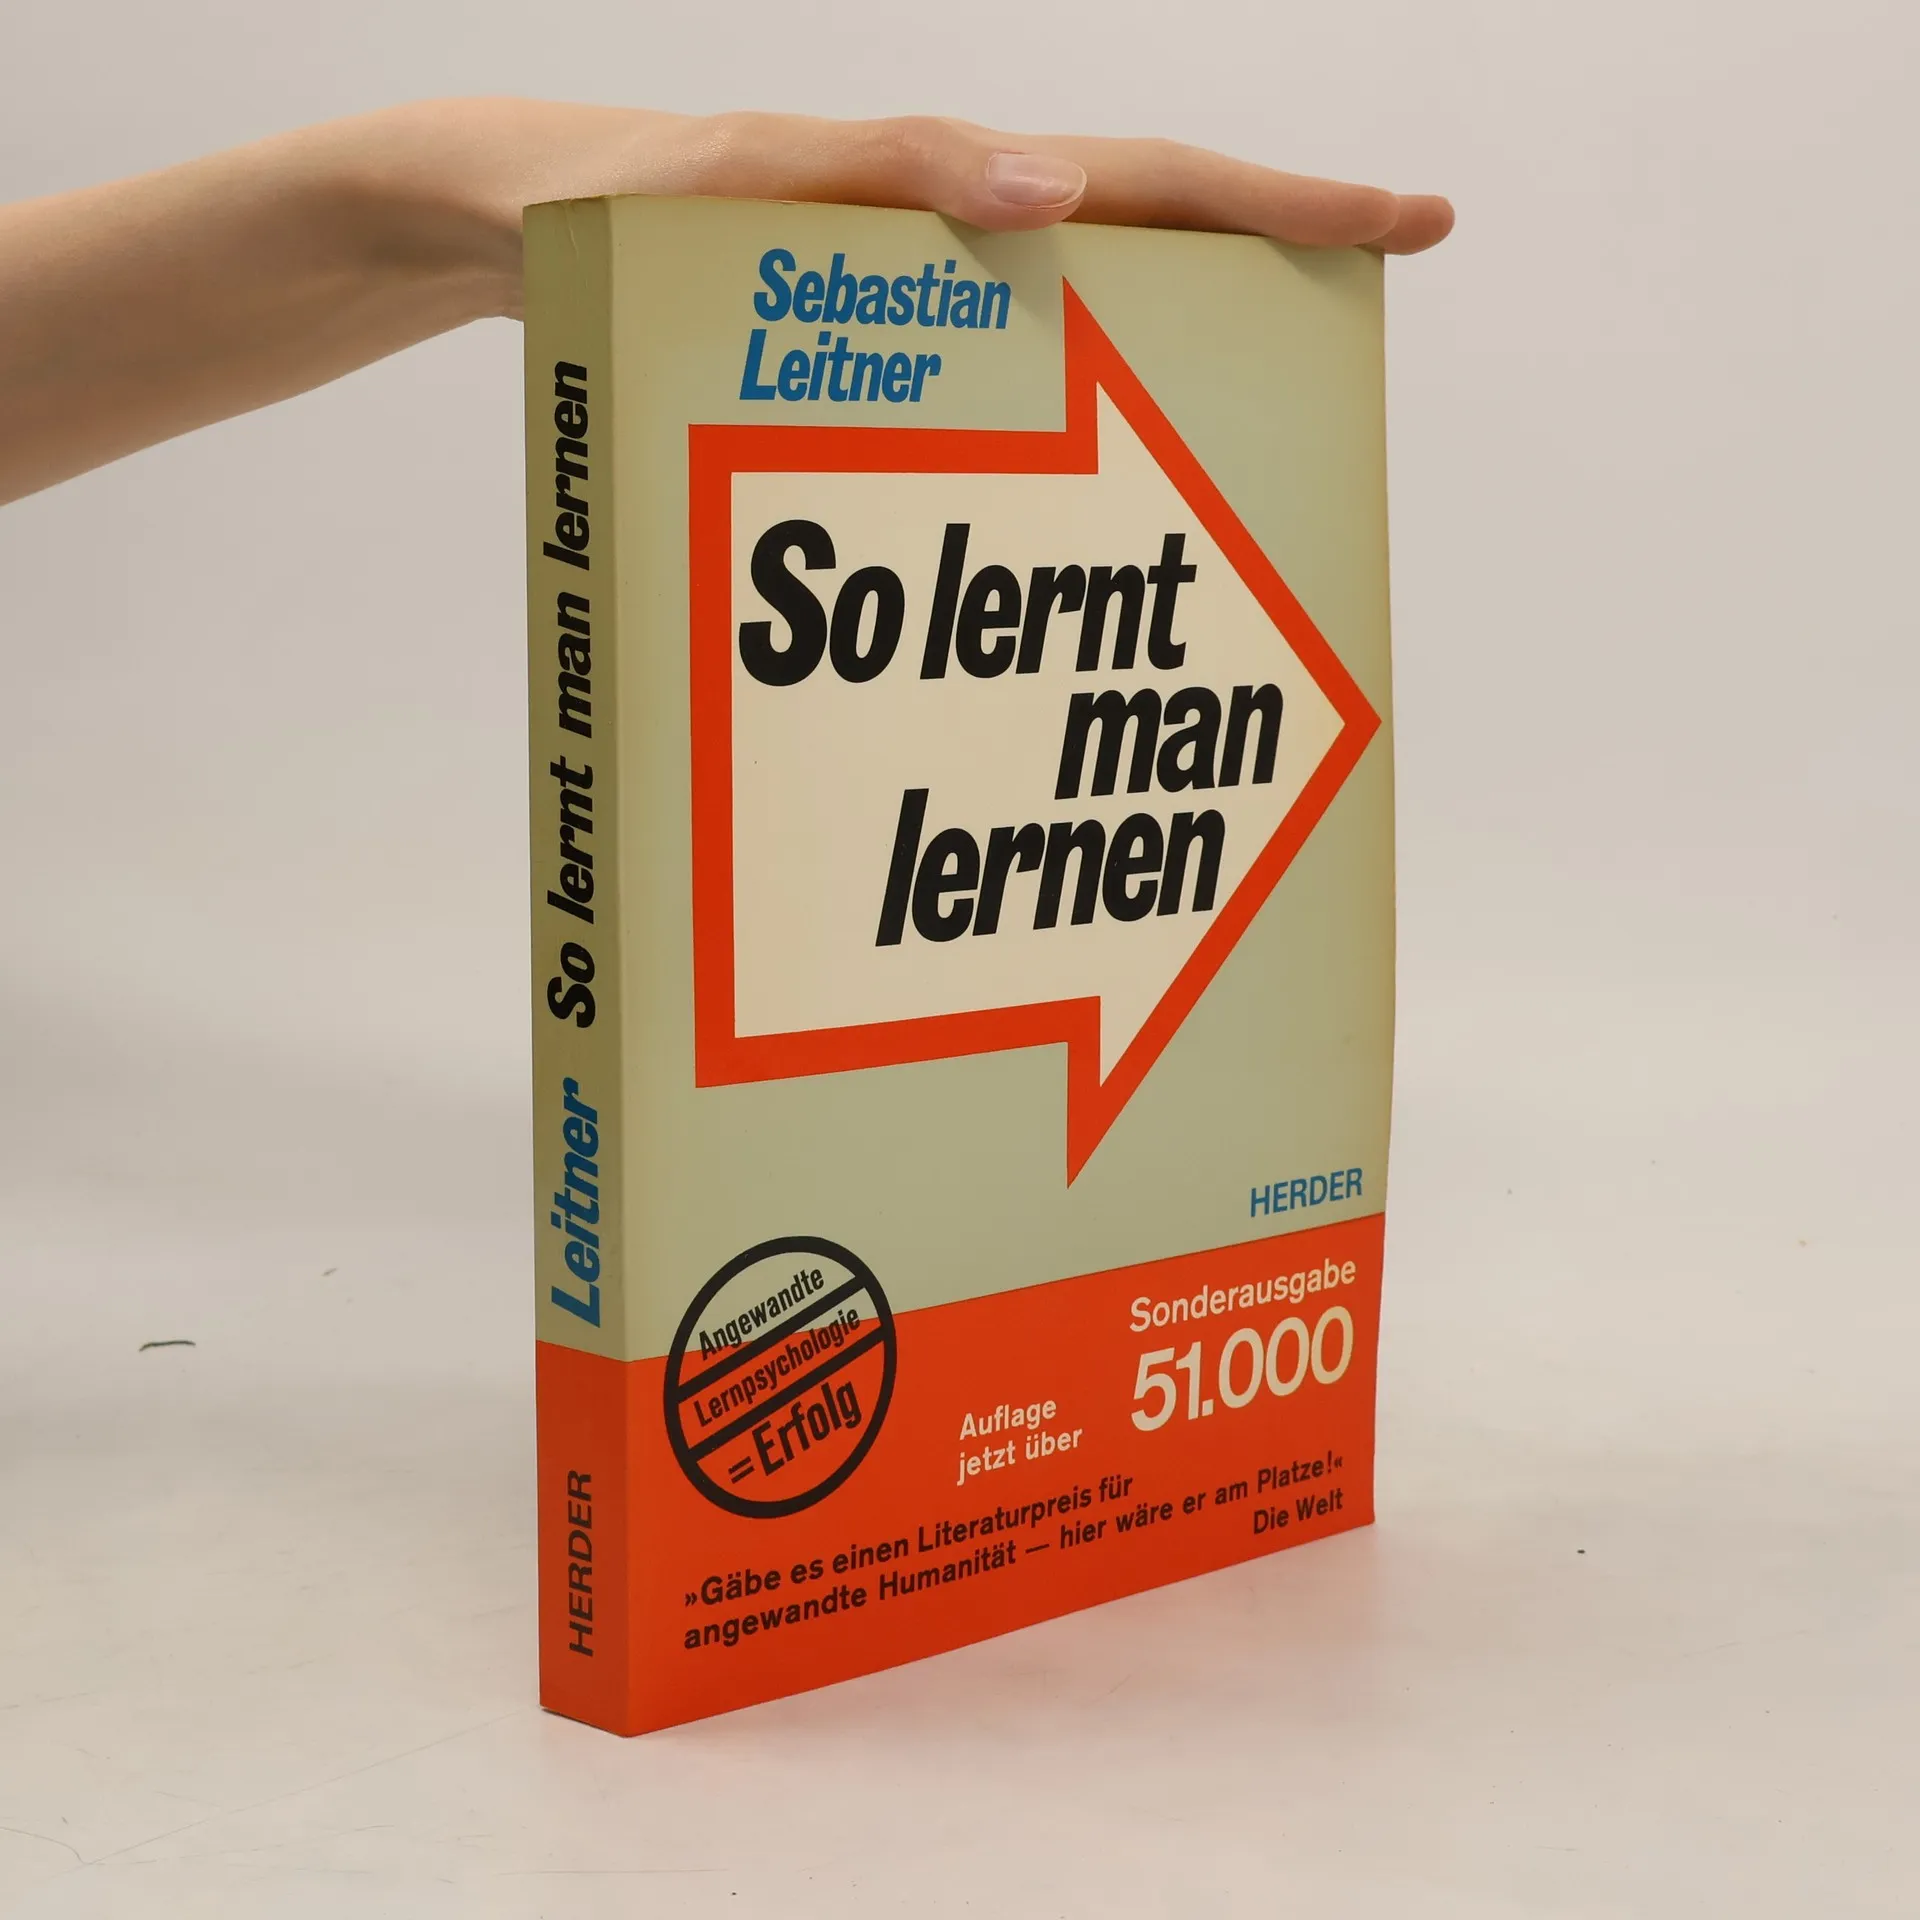 Sebastian
Leitner
So lernt
man
lernen
HERDER
Angewandte
Lernpsychologie
=Erfolg
Sonderausgabe
Auflage
jetzt über
51.000
»Gäbe es einen Literaturpreis für
angewandte Humanität — hier wäre er am Platze!«
Die Welt
Leitner So lernt man lernen
HERDER